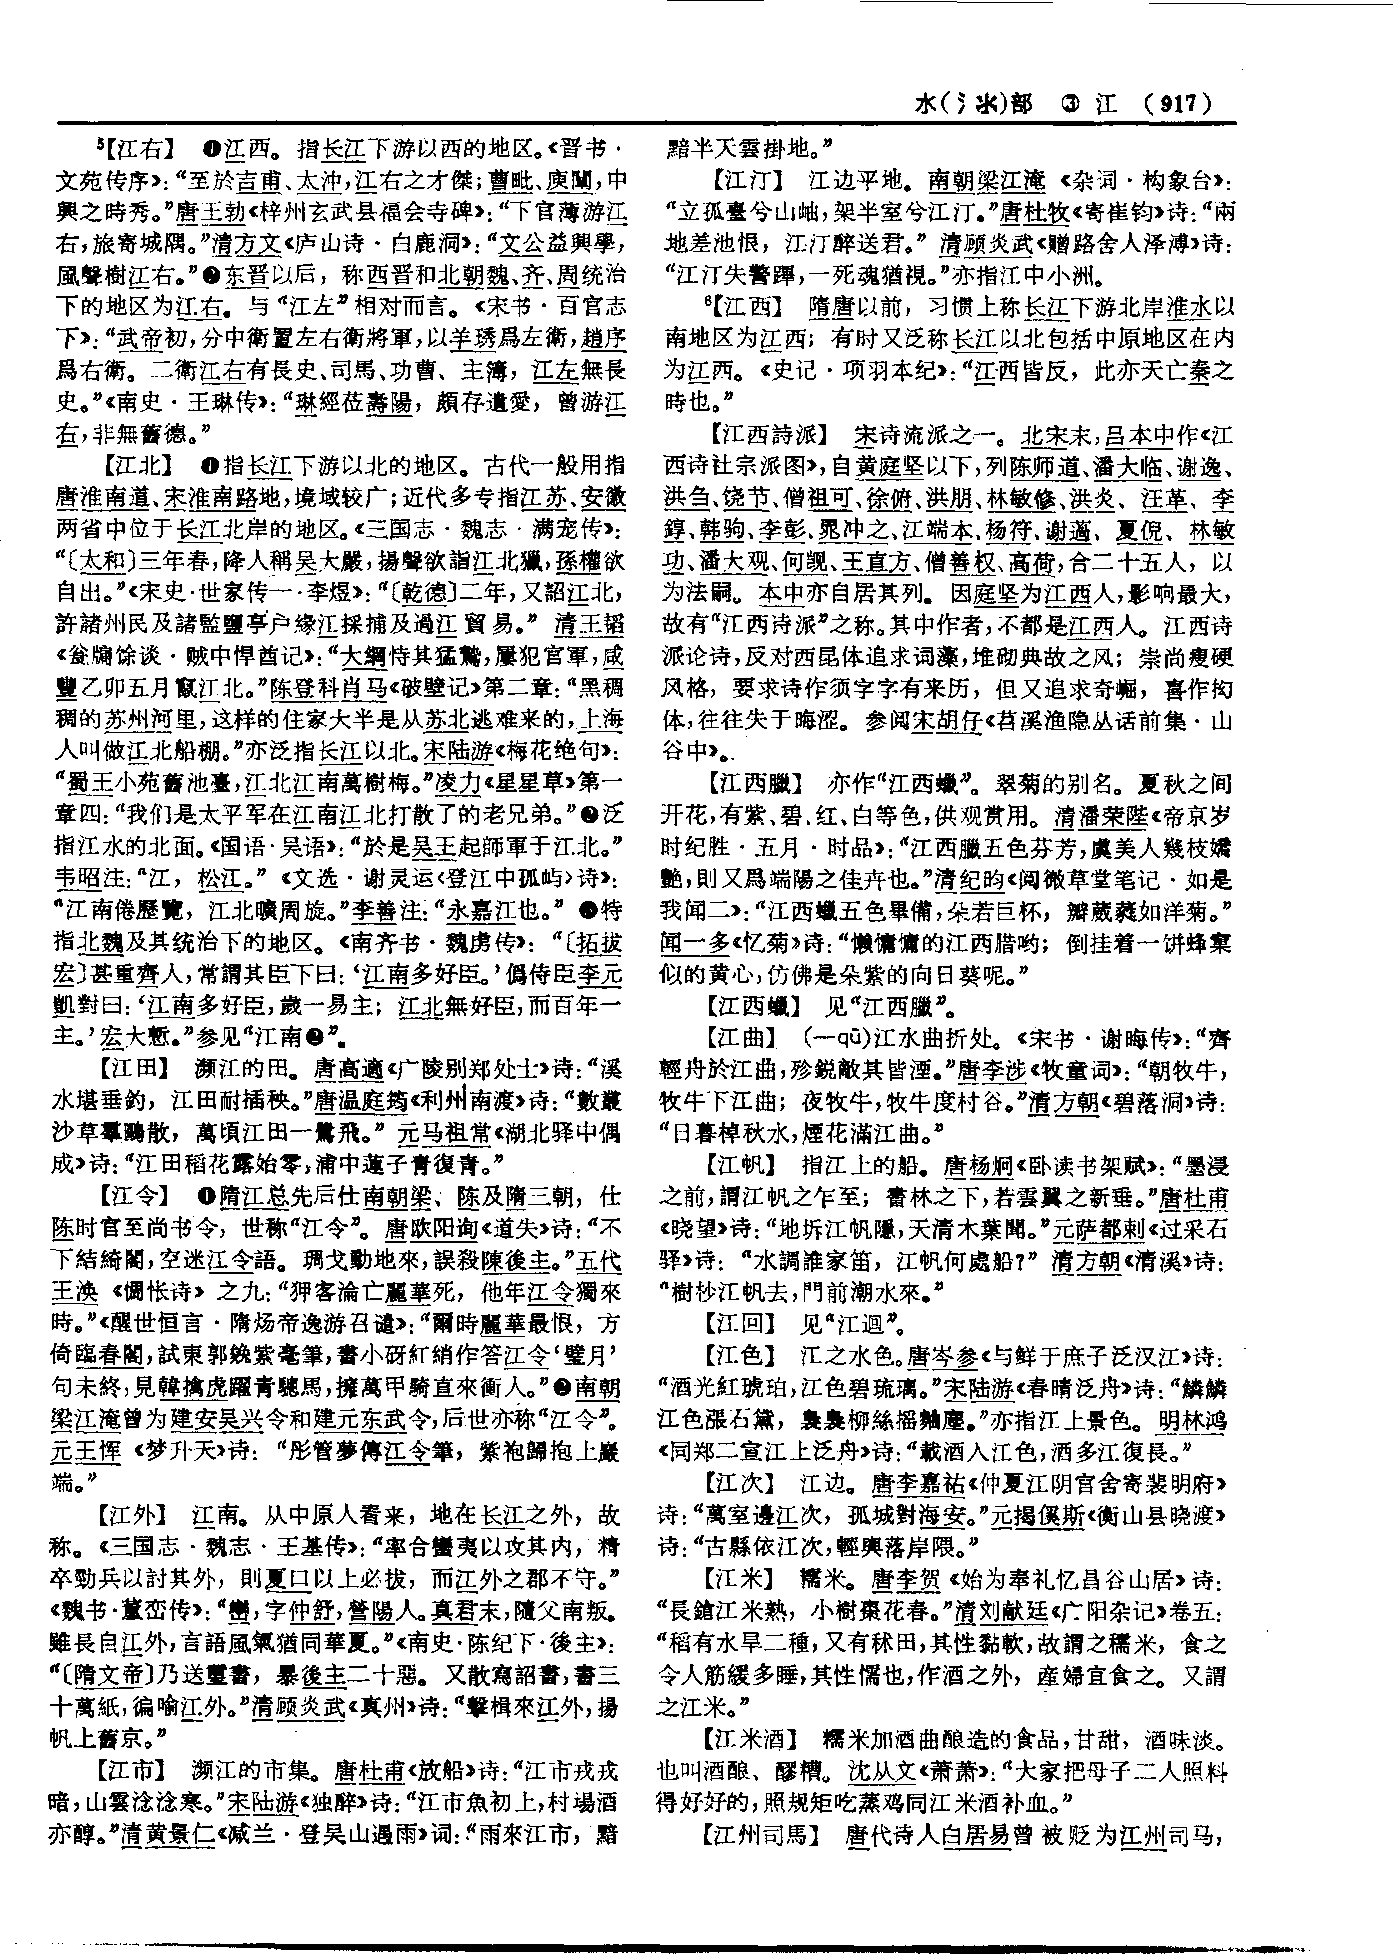 水(氵氺)部 ③ 江 (917)
⁵【江右】 ❶江西。指长江下游以西的地区。《晋书·
文苑传序》：“至於吉甫、太沖，江右之才傑；曹毗、庾闡，中
興之時秀。”唐王勃《梓州玄武县福会寺碑》：“下官薄游江
右，旅寄城隅。”清方文《庐山诗·白鹿洞》：“文公益興學，
風聲樹江右。”❷东晋以后，称西晋和北朝魏、齐、周统治
下的地区为江右。与“江左”相对而言。《宋书·百官志
下》：“武帝初，分中衛置左右衛將軍，以羊琇爲左衛，趙序
爲右衛。二衛江右有長史、司馬、功曹、主簿，江左無長
史。”《南史·王琳传》：“琳經莅壽陽，頗存遺愛，曾游江
右，非無舊德。”
【江北】 ❶指长江下游以北的地区。古代一般用指
唐淮南道、宋淮南路地，境域较广；近代多专指江苏、安徽
两省中位于长江北岸的地区。《三国志·魏志·满宠传》：
“〔太和〕三年春，降人稱吴大嚴，揚聲欲詣江北獵，孫權欲
自出。”《宋史·世家传一·李煜》：“〔乾德〕二年，又詔江北，
許諸州民及諸監鹽亭户缘江採捕及過江貿易。”清王韬
《瓮牖馀谈·贼中悍酋记》：“大綱恃其猛鷙，屢犯官軍，咸
豐乙卯五月竄江北。”陈登科肖马《破壁记》第二章：“黑稠
稠的苏州河里，这样的住家大半是从苏北逃难来的，上海
人叫做江北船棚。”亦泛指长江以北。宋陆游《梅花绝句》：
“蜀王小苑舊池臺，江北江南萬樹梅。”凌力《星星草》第一
章四：“我们是太平军在江南江北打散了的老兄弟。”❷泛
指江水的北面。《国语·吴语》：“於是吴王起師軍于江北。”
韦昭注：“江，松江。”《文选·谢灵运〈登江中孤屿〉诗》：
“江南倦歷覽，江北曠周旋。”李善注：“永嘉江也。”❸特
指北魏及其统治下的地区。《南齐书·魏虏传》：“〔拓拔
宏〕甚重齊人，常謂其臣下曰：‘江南多好臣。’僞侍臣李元
凱對曰：‘江南多好臣，歲一易主；江北無好臣，而百年一
主。’宏大慙。”参见“江南❷”。
【江田】 濒江的田。唐高適《广陵别郑处士》诗：“溪
水堪垂釣，江田耐插秧。”唐温庭筠《利州南渡》诗：“數叢
沙草羣鷗散，萬頃江田一鷺飛。”元马祖常《湖北驿中偶
成》诗：“江田稻花露始零，浦中蓮子青復青。”
【江令】 ❶隋江总先后仕南朝梁、陈及隋三朝，仕
陈时官至尚书令，世称“江令”。唐欧阳询《道失》诗：“不
下結綺閣，空迷江令語。琱戈動地來，誤殺陳後主。”五代
王涣《惆怅诗》之九：“狎客淪亡麗華死，他年江令獨來
時。”《醒世恒言·隋炀帝逸游召谴》：“爾時麗華最恨，方
倚臨春閣，試東郭㕙紫毫筆，書小砑紅綃作答江令‘璧月’
句未終，見韓擒虎躍青驄馬，擁萬甲騎直來衝人。”❷南朝
梁江淹曾为建安吴兴令和建元东武令，后世亦称“江令”。
元王恽《梦升天》诗：“彤管夢傳江令筆，紫袍歸抱上巖
端。”
【江外】 江南。从中原人看来，地在长江之外，故
称。《三国志·魏志·王基传》：“率合蠻夷以攻其内，精
卒勁兵以討其外，則夏口以上必拔，而江外之郡不守。”
《魏书·董峦传》：“巒，字仲舒，營陽人。真君末，隨父南叛。
雖長自江外，言語風氣猶同華夏。”《南史·陈纪下·後主》：
“〔隋文帝〕乃送璽書，暴後主二十惡。又散寫詔書，書三
十萬紙，徧喻江外。”清顾炎武《真州》诗：“擊楫來江外，揚
帆上舊京。”
【江市】 濒江的市集。唐杜甫《放船》诗：“江市戎戎
暗，山雲淰淰寒。”宋陆游《独醉》诗：“江市魚初上，村場酒
亦醇。”清黄景仁《减兰·登吴山遇雨》词：“雨來江市，黯
黯半天雲掛地。”
【江汀】 江边平地。南朝梁江淹《杂词·构象台》：
“立孤臺兮山岫，架半室兮江汀。”唐杜牧《寄崔钧》诗：“兩
地差池恨，江汀醉送君。”清顾炎武《赠路舍人泽溥》诗：
“江汀失警蹕，一死魂猶視。”亦指江中小洲。
⁶【江西】 隋唐以前，习惯上称长江下游北岸淮水以
南地区为江西；有时又泛称长江以北包括中原地区在内
为江西。《史记·项羽本纪》：“江西皆反，此亦天亡秦之
時也。”
【江西詩派】 宋诗流派之一。北宋末，吕本中作《江
西诗社宗派图》，自黄庭坚以下，列陈师道、潘大临、谢逸、
洪刍、饶节、僧祖可、徐俯、洪朋、林敏修、洪炎、汪革、李
錞、韩驹、李彭、晁冲之、江端本、杨符、谢薖、夏倪、林敏
功、潘大观、何觊、王直方、僧善权、高荷，合二十五人，以
为法嗣。本中亦自居其列。因庭坚为江西人，影响最大，
故有“江西诗派”之称。其中作者，不都是江西人。江西诗
派论诗，反对西昆体追求词藻，堆砌典故之风；崇尚瘦硬
风格，要求诗作须字字有来历，但又追求奇崛，喜作拗
体，往往失于晦涩。参阅宋胡仔《苕溪渔隐丛话前集·山
谷中》。
【江西臘】 亦作“江西蠟”。翠菊的别名。夏秋之间
开花，有紫、碧、红、白等色，供观赏用。清潘荣陛《帝京岁
时纪胜·五月·时品》：“江西臘五色芬芳，虞美人幾枝嬌
艷，則又爲端陽之佳卉也。”清纪昀《阅微草堂笔记·如是
我闻二》：“江西蠟五色畢備，朵若巨杯，瓣葳蕤如洋菊。”
闻一多《忆菊》诗：“懒慵慵的江西腊哟；倒挂着一饼蜂窠
似的黄心，仿佛是朵紫的向日葵呢。”
【江西蠟】 见“江西臘”。
【江曲】 (—qū)江水曲折处。《宋书·谢晦传》：“齊
輕舟於江曲，殄銳敵其皆湮。”唐李涉《牧童词》：“朝牧牛，
牧牛下江曲；夜牧牛，牧牛度村谷。”清方朝《碧落洞》诗：
“日暮棹秋水，煙花滿江曲。”
【江帆】 指江上的船。唐杨炯《卧读书架赋》：“墨浸
之前，謂江帆之乍至；書林之下，若雲翼之新垂。”唐杜甫
《晓望》诗：“地坼江帆隱，天清木葉聞。”元萨都剌《过采石
驿》诗：“水調誰家笛，江帆何處船？”清方朝《清溪》诗：
“樹杪江帆去，門前潮水來。”
【江回】 见“江迴”。
【江色】 江之水色。唐岑参《与鲜于庶子泛汉江》诗：
“酒光紅琥珀，江色碧琉璃。”宋陆游《春晴泛舟》诗：“鱗鱗
江色漲石黛，裊裊柳絲摇麴塵。”亦指江上景色。明林鸿
《同郑二宣江上泛舟》诗：“載酒入江色，酒多江復長。”
【江次】 江边。唐李嘉祐《仲夏江阴官舍寄裴明府》
诗：“萬室邊江次，孤城對海安。”元揭傒斯《衡山县晓渡》
诗：“古縣依江次，輕輿落岸隈。”
【江米】 糯米。唐李贺《始为奉礼忆昌谷山居》诗：
“長鎗江米熟，小樹棗花春。”清刘献廷《广阳杂记》卷五：
“稻有水旱二種，又有秫田，其性黏軟，故謂之穤米，食之
令人筋緩多睡，其性懦也，作酒之外，産婦宜食之。又謂
之江米。”
【江米酒】 糯米加酒曲酿造的食品，甘甜，酒味淡。
也叫酒酿、醪糟。沈从文《萧萧》：“大家把母子二人照料
得好好的，照规矩吃蒸鸡同江米酒补血。”
【江州司馬】 唐代诗人白居易曾被贬为江州司马，